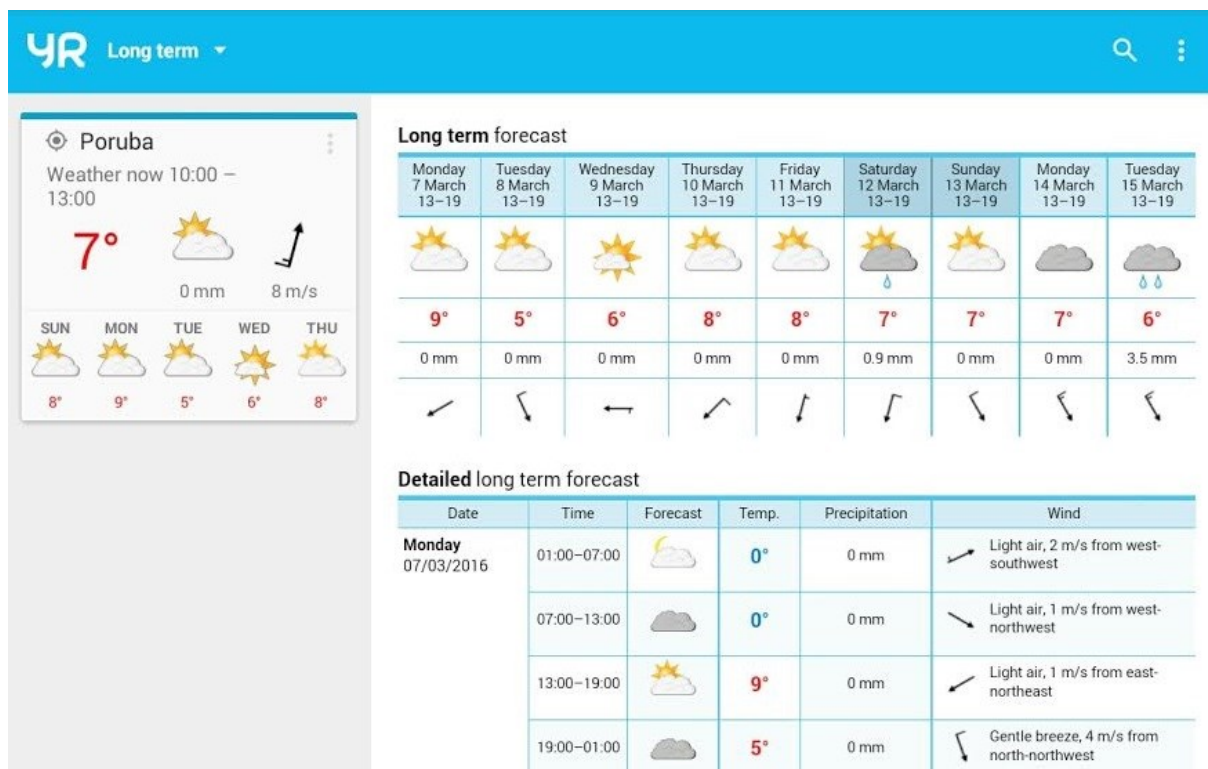 YR Long term
Poruba
Weather now 10:00 –
13:00
7°
0 mm 8 m/s
SUN MON TUE WED THU
8° 9° 5° 6° 8°
Long term forecast
Monday Tuesday Wednesday Thursday Friday Saturday Sunday Monday Tuesday
7 March 8 March 9 March 10 March 11 March 12 March 13 March 14 March 15 March
13–19 13–19 13–19 13–19 13–19 13–19 13–19 13–19 13–19
9° 5° 6° 8° 8° 7° 7° 7° 6°
0 mm 0 mm 0 mm 0 mm 0 mm 0.9 mm 0 mm 0 mm 3.5 mm
Detailed long term forecast
Date Time Forecast Temp. Precipitation Wind
Monday
07/03/2016
01:00–07:00 0° 0 mm Light air, 2 m/s from west-
southwest
07:00–13:00 0° 0 mm Light air, 1 m/s from west-
northwest
13:00–19:00 9° 0 mm Light air, 1 m/s from east-
northeast
19:00–01:00 5° 0 mm Gentle breeze, 4 m/s from
north-northwest